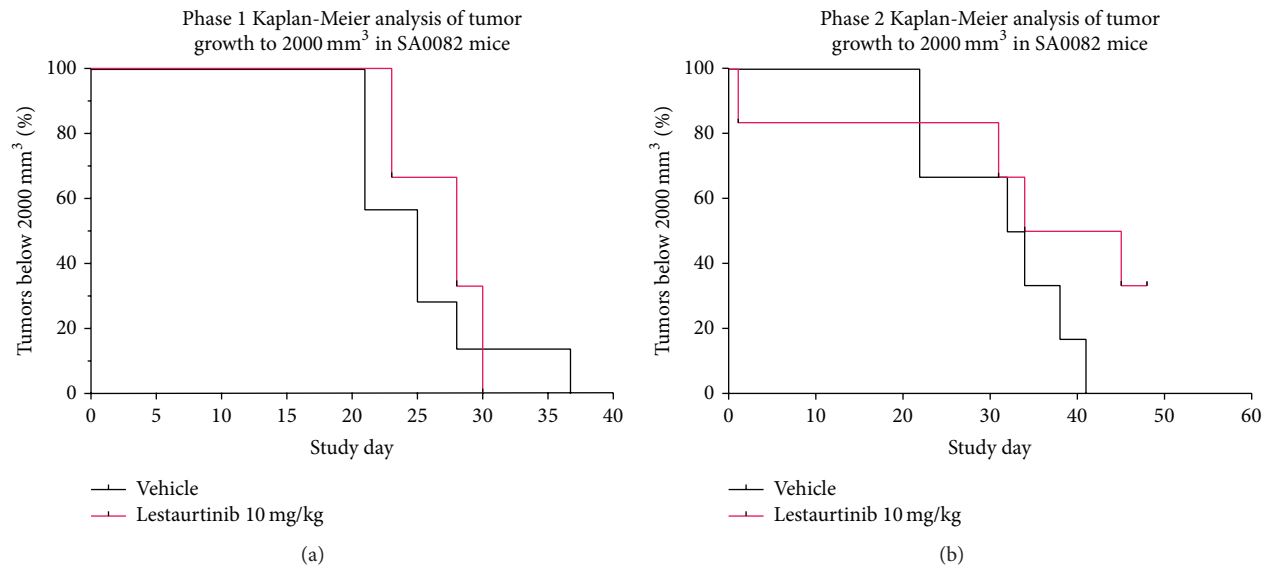 Phase 1 Kaplan-Meier analysis of tumor
growth to 2000 mm³ in SA0082 mice
Tumors below 2000 mm³ (%)
100
80
60
40
20
0
0 5 10 15 20 25 30 35 40
Study day
Vehicle
Lestaurtinib 10 mg/kg
(a)
Phase 2 Kaplan-Meier analysis of tumor
growth to 2000 mm³ in SA0082 mice
Tumors below 2000 mm³ (%)
100
80
60
40
20
0
0 10 20 30 40 50 60
Study day
Vehicle
Lestaurtinib 10 mg/kg
(b)